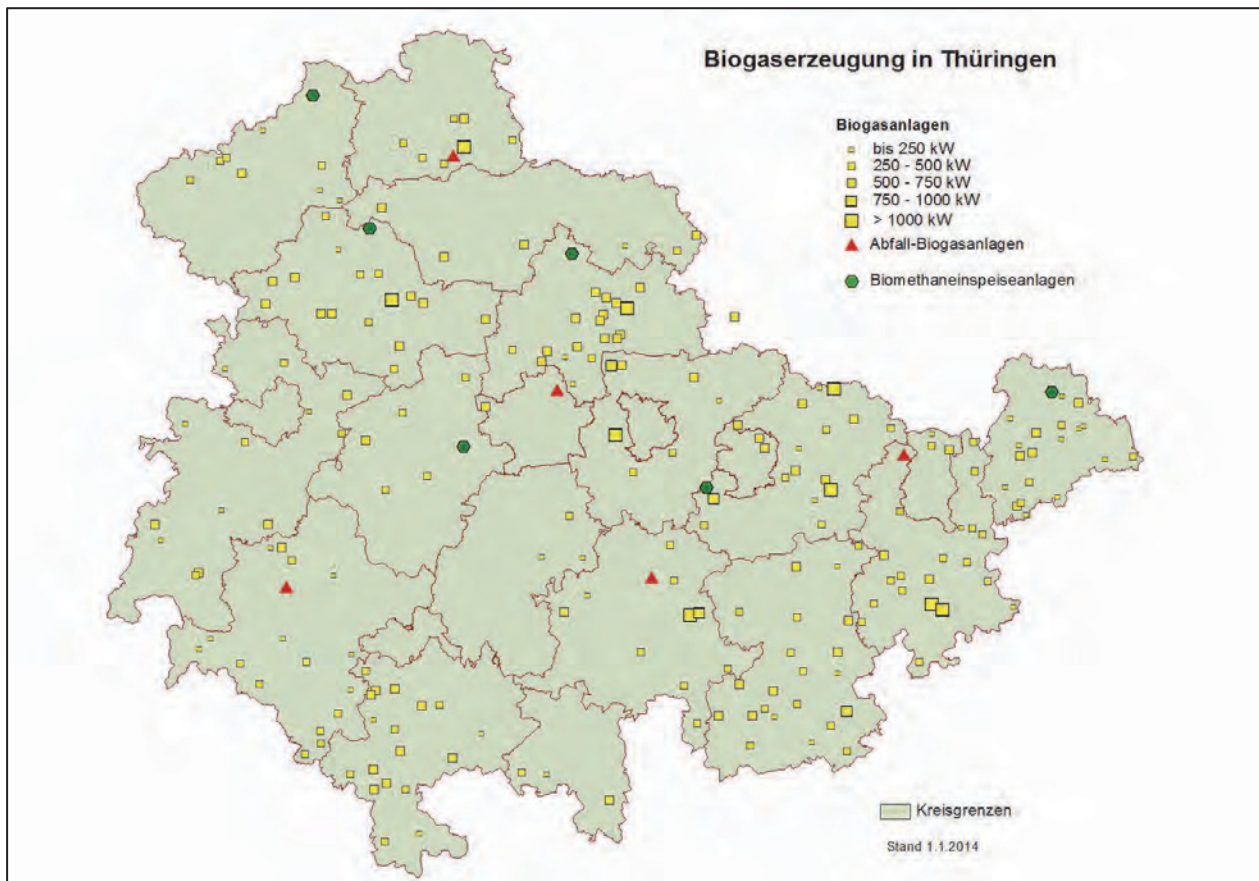 Biogaserzeugung in Thüringen
Biogasanlagen
bis 250 kW
250 - 500 kW
500 - 750 kW
750 - 1000 kW
> 1000 kW
Abfall-Biogasanlagen
Biomethaneinspeiseanlagen
Kreisgrenzen
Stand 1.1.2014